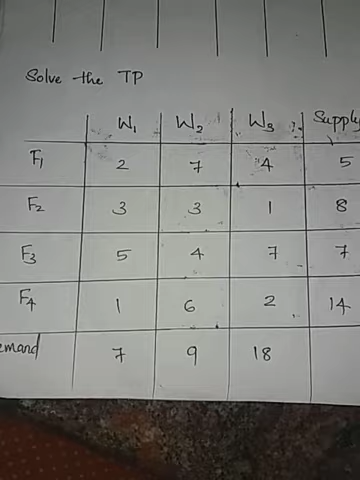 Solve the TP
W1 W2 W3 Supply
F1 2 7 4 5
F2 3 3 1 8
F3 5 4 7 7
F4 1 6 2 14
emand 7 9 18